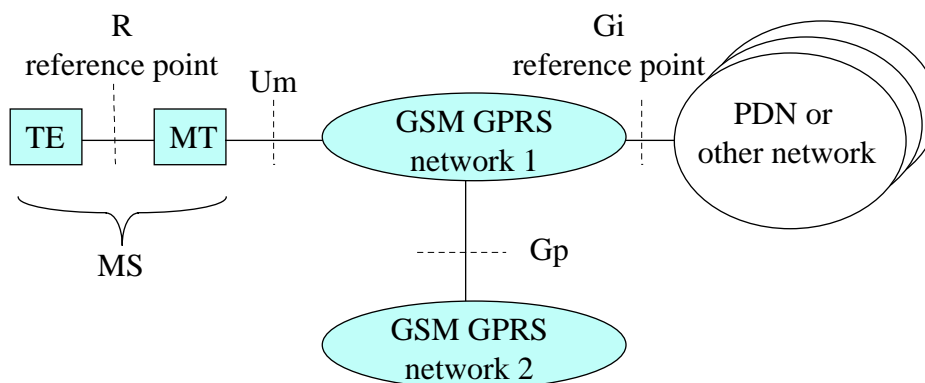 R
reference point
Um
Gi
reference point
TE
MT
GSM GPRS
network 1
PDN or
other network
MS
Gp
GSM GPRS
network 2